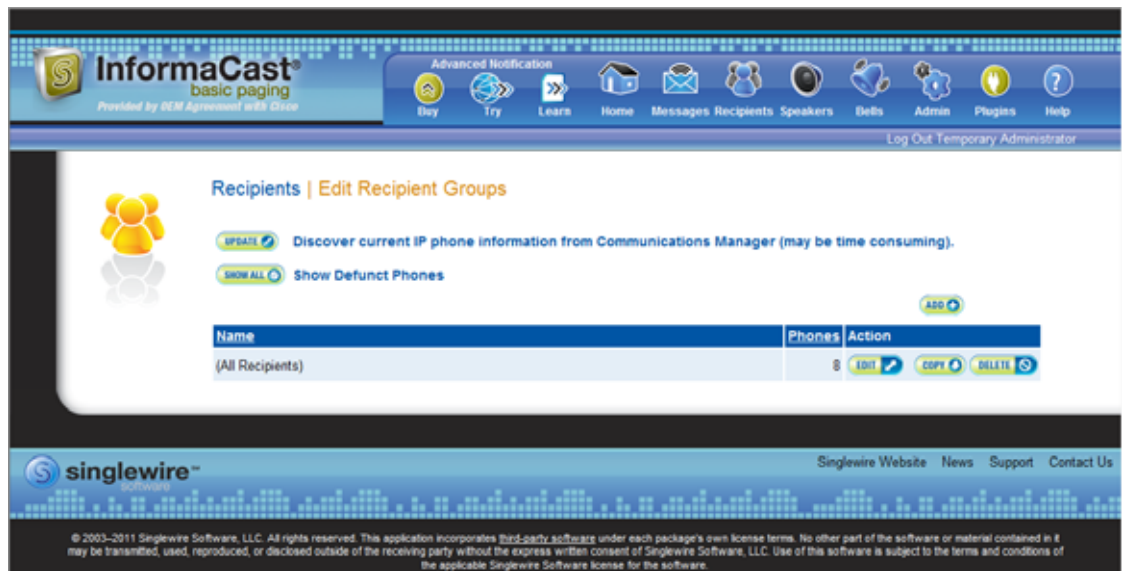 InformaCast®
basic paging
Provided by OEM Agreement with Cisco
Advanced Notification
Buy Try Learn Home Messages Recipients Speakers Bells Admin Plugins Help
Log Out Temporary Administrator
Recipients | Edit Recipient Groups
UPDATE Discover current IP phone information from Communications Manager (may be time consuming).
SHOW ALL Show Defunct Phones
ADD
Name Phones Action
(All Recipients) 8 EDIT COPY DELETE
singlewire℠
software
Singlewire Website News Support Contact Us
© 2003–2011 Singlewire Software, LLC. All rights reserved. This application incorporates third-party software under each package's own license terms. No other part of the software or material contained in it
may be transmitted, used, reproduced, or disclosed outside of the receiving party without the express written consent of Singlewire Software, LLC. Use of this software is subject to the terms and conditions of
the applicable Singlewire Software license for the software.